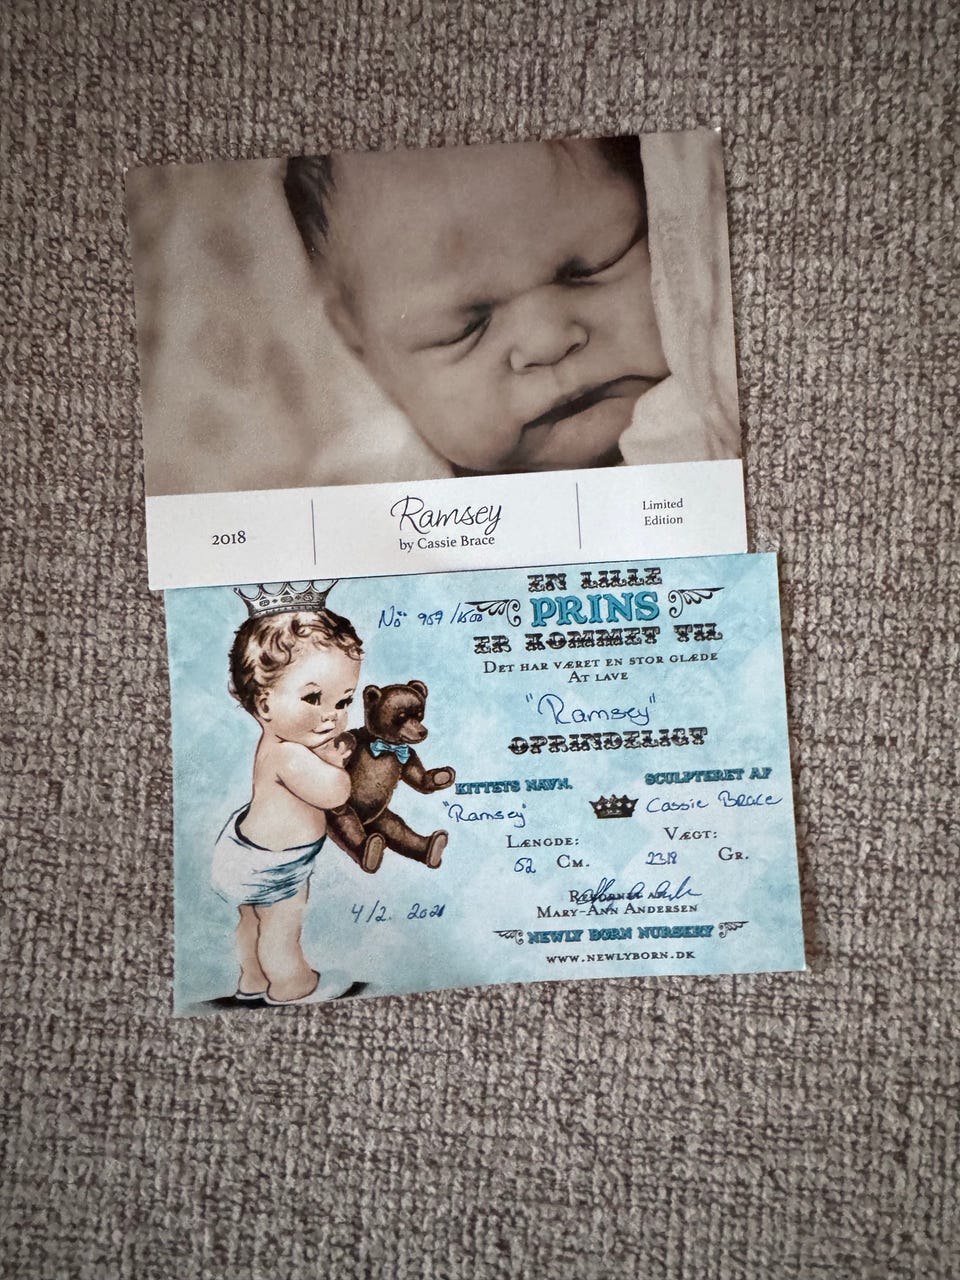 2018
Ramsey
by Cassie Brace
Limited
Edition
EN LILLE
No 907/1500
PRINS
ER KOMMET TIL
DET HAR VÆRET EN STOR GLÆDE
AT LAVE
"Ramsey"
OPRINDELIGT
KITTETS NAVN.
"Ramsey"
SCULPTERET AF
Cassie Brace
LÆNGDE:
52 CM.
VÆGT:
2318 GR.
4/2. 2021
MARY-ANN ANDERSEN
NEWLY BORN NURSERY
WWW.NEWLYBORN.DK